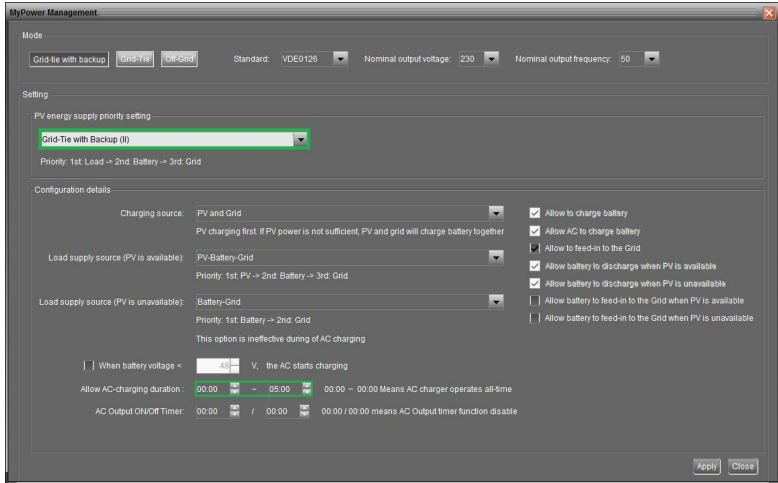 MyPower Management
Mode
Grid-tie with backup Grid-Tie Off-Grid Standard: VDE0126 Nominal output voltage: 230 Nominal output frequency: 50
Setting
PV energy supply priority setting
Grid-Tie with Backup (II)
Priority: 1st: Load -> 2nd: Battery -> 3rd: Grid
Configuration details
Charging source: PV and Grid
PV charging first. If PV power is not sufficient, PV and grid will charge battery together
Load supply source (PV is available): PV-Battery-Grid
Priority: 1st: PV -> 2nd: Battery -> 3rd: Grid
Load supply source (PV is unavailable): Battery-Grid
Priority: 1st: Battery -> 2nd: Grid
This option is ineffective during of AC charging
When battery voltage < 48 V, the AC starts charging
Allow AC-charging duration : 00:00 ~ 05:00 00:00 ~ 00:00 Means AC charger operates all-time
AC Output ON/Off Timer: 00:00 / 00:00 00:00 / 00:00 means AC Output timer function disable
Allow to charge battery
Allow AC to charge battery
Allow to feed-in to the Grid
Allow battery to discharge when PV is available
Allow battery to discharge when PV is unavailable
Allow battery to feed-in to the Grid when PV is available
Allow battery to feed-in to the Grid when PV is unavailable
Apply Close